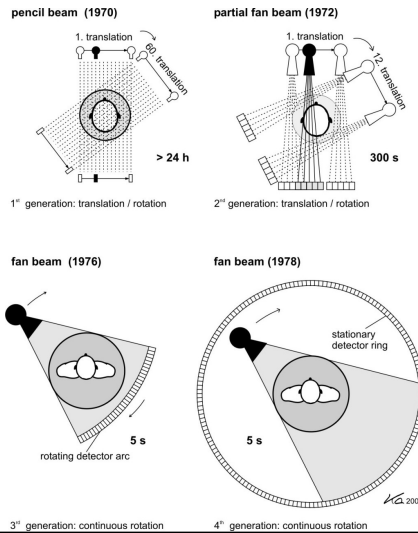 pencil beam (1970)
1. translation
60. translation
> 24 h
1st generation: translation / rotation
partial fan beam (1972)
1. translation
12. translation
300 s
2nd generation: translation / rotation
fan beam (1976)
5 s
rotating detector arc
3rd generation: continuous rotation
fan beam (1978)
stationary
detector ring
5 s
4th generation: continuous rotation